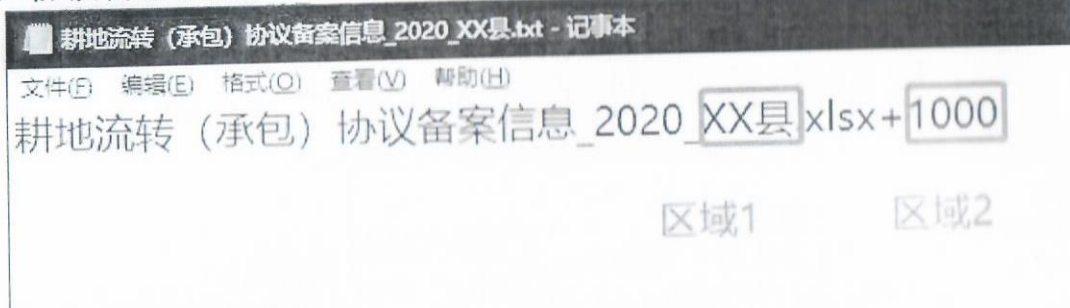 耕地流转（承包）协议备案信息_2020_XX县.txt - 记事本
文件(F) 编辑(E) 格式(O) 查看(V) 帮助(H)
耕地流转（承包）协议备案信息_2020_XX县xlsx+1000
区域1 区域2